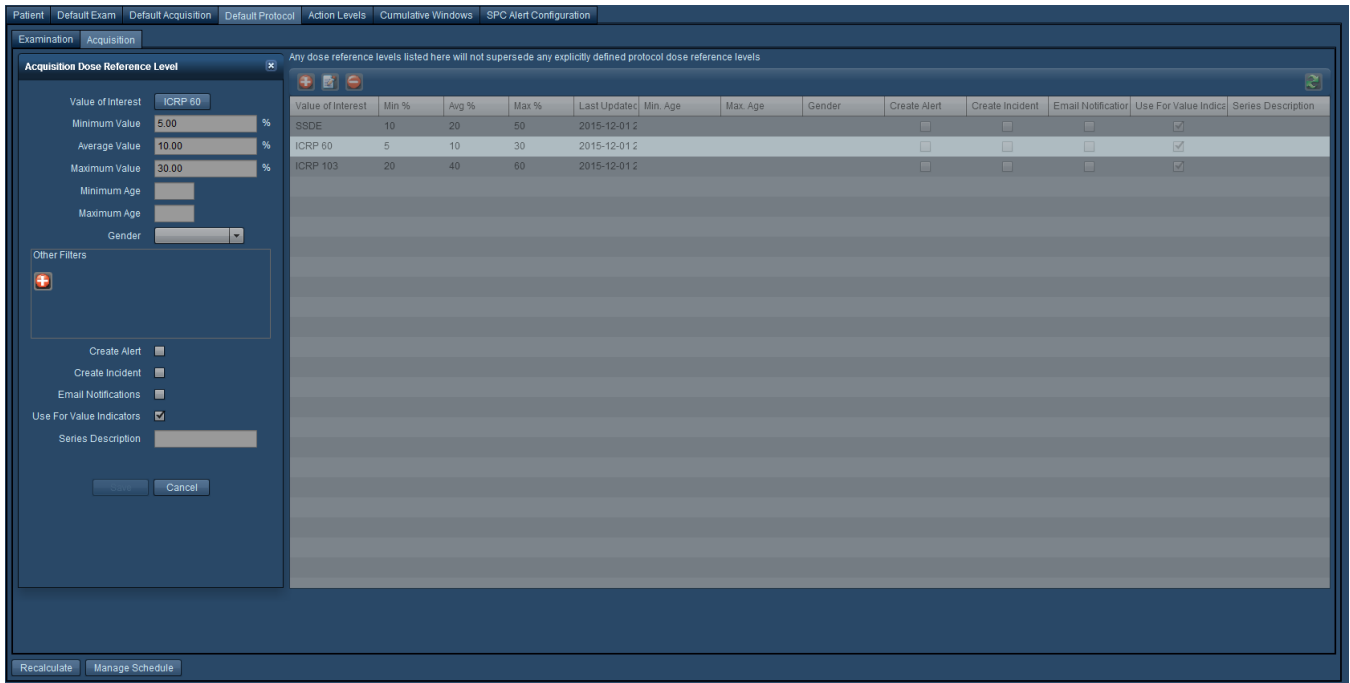 Patient Default Exam Default Acquisition Default Protocol Action Levels Cumulative Windows SPC Alert Configuration
Examination Acquisition
Any dose reference levels listed here will not supersede any explicitly defined protocol dose reference levels
Acquisition Dose Reference Level
Value of Interest ICRP 60
Minimum Value 5.00 %
Average Value 10.00 %
Maximum Value 30.00 %
Minimum Age
Maximum Age
Gender
Other Filters
Create Alert
Create Incident
Email Notifications
Use For Value Indicators
Series Description
Save Cancel
Value of Interest Min % Avg % Max % Last Updated Min. Age Max. Age Gender Create Alert Create Incident Email Notification Use For Value Indica Series Description
SSDE 10 20 50 2015-12-01 2
ICRP 60 5 10 30 2015-12-01 2
ICRP 103 20 40 60 2015-12-01 2
Recalculate Manage Schedule